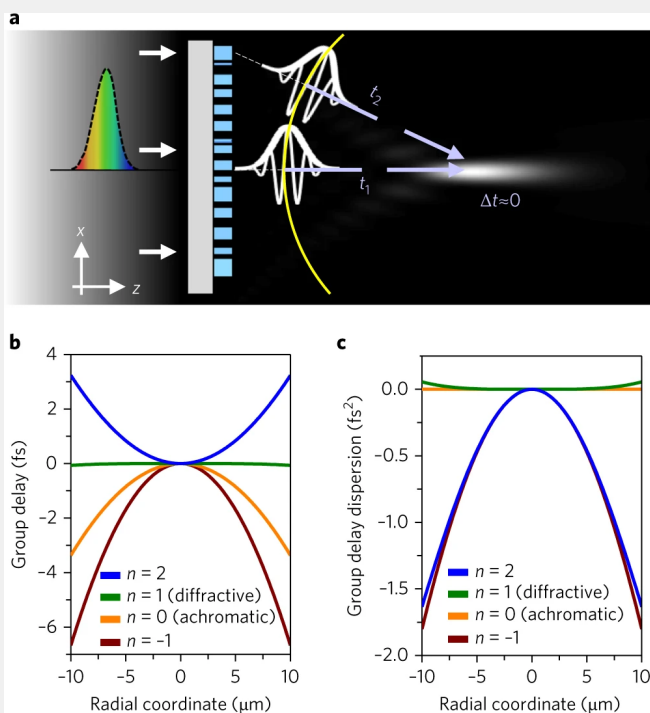 a
t₂
t₁
Δt≈0
x
z
b
Group delay (fs)
4
2
0
-2
-4
-6
n = 2
n = 1 (diffractive)
n = 0 (achromatic)
n = -1
-10
-5
0
5
10
Radial coordinate (μm)
c
Group delay dispersion (fs²)
0.0
-0.5
-1.0
-1.5
-2.0
n = 2
n = 1 (diffractive)
n = 0 (achromatic)
n = -1
-10
-5
0
5
10
Radial coordinate (μm)